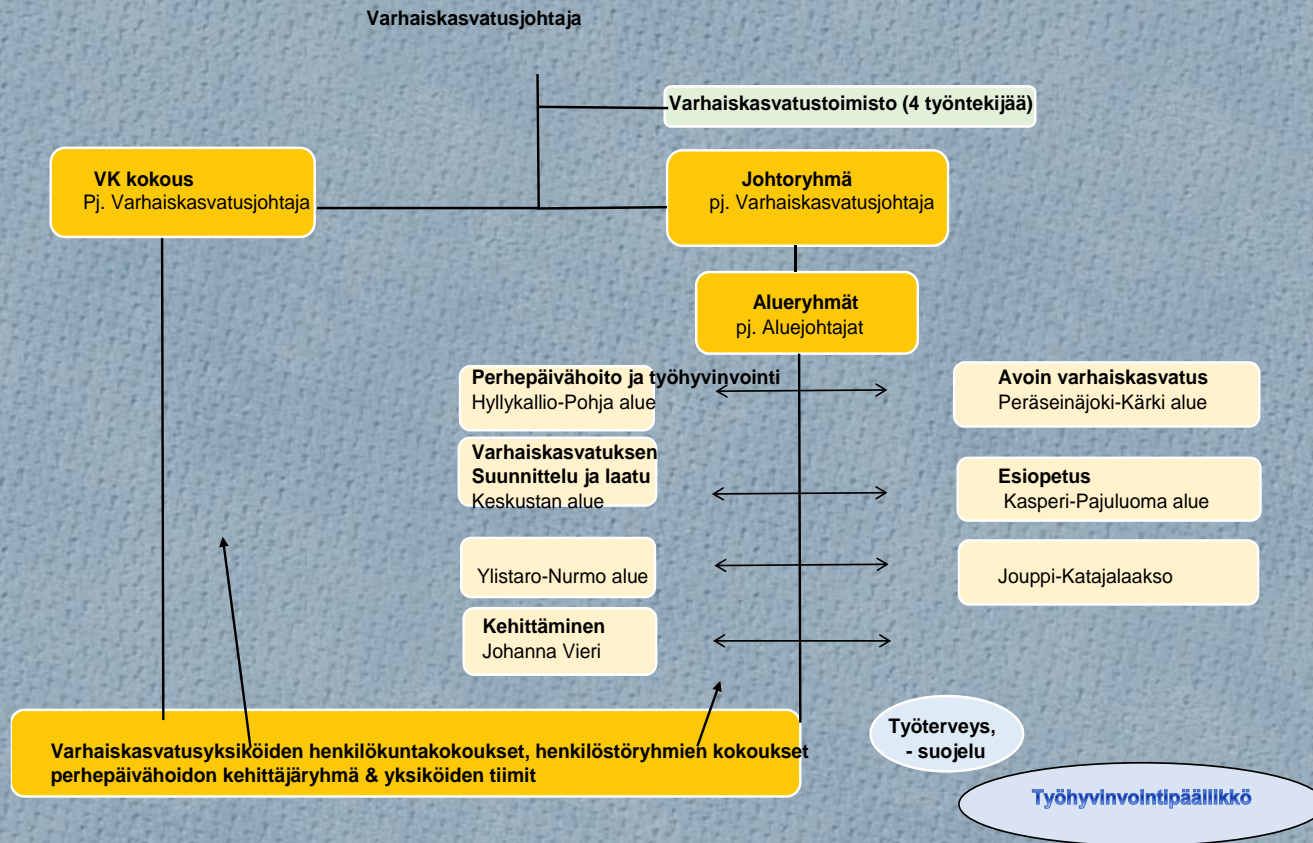 Varhaiskasvatusjohtaja
Varhaiskasvatustoimisto (4 työntekijää)
VK kokous
Pj. Varhaiskasvatusjohtaja
Johtoryhmä
pj. Varhaiskasvatusjohtaja
Alueryhmät
pj. Aluejohtajat
Perhepäivähoito ja työhyvinvointi
Hyllykallio-Pohja alue
Avoin varhaiskasvatus
Peräseinäjoki-Kärki alue
Varhaiskasvatuksen
Suunnittelu ja laatu
Keskustan alue
Esiopetus
Kasperi-Pajuluoma alue
Ylistaro-Nurmo alue
Jouppi-Katajalaakso
Kehittäminen
Johanna Vieri
Varhaiskasvatusyksiköiden henkilökuntakokoukset, henkilöstöryhmien kokoukset
perhepäivähoidon kehittäjäryhmä & yksiköiden tiimit
Työterveys,
- suojelu
Työhyvinvointipäällikkö